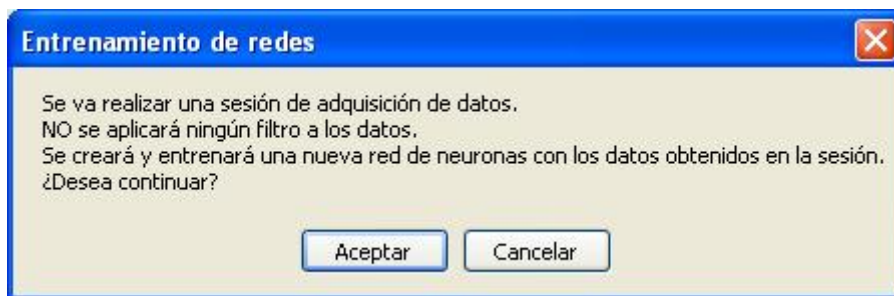 Entrenamiento de redes
Se va realizar una sesión de adquisición de datos.
NO se aplicará ningún filtro a los datos.
Se creará y entrenará una nueva red de neuronas con los datos obtenidos en la sesión.
¿Desea continuar?
Aceptar Cancelar